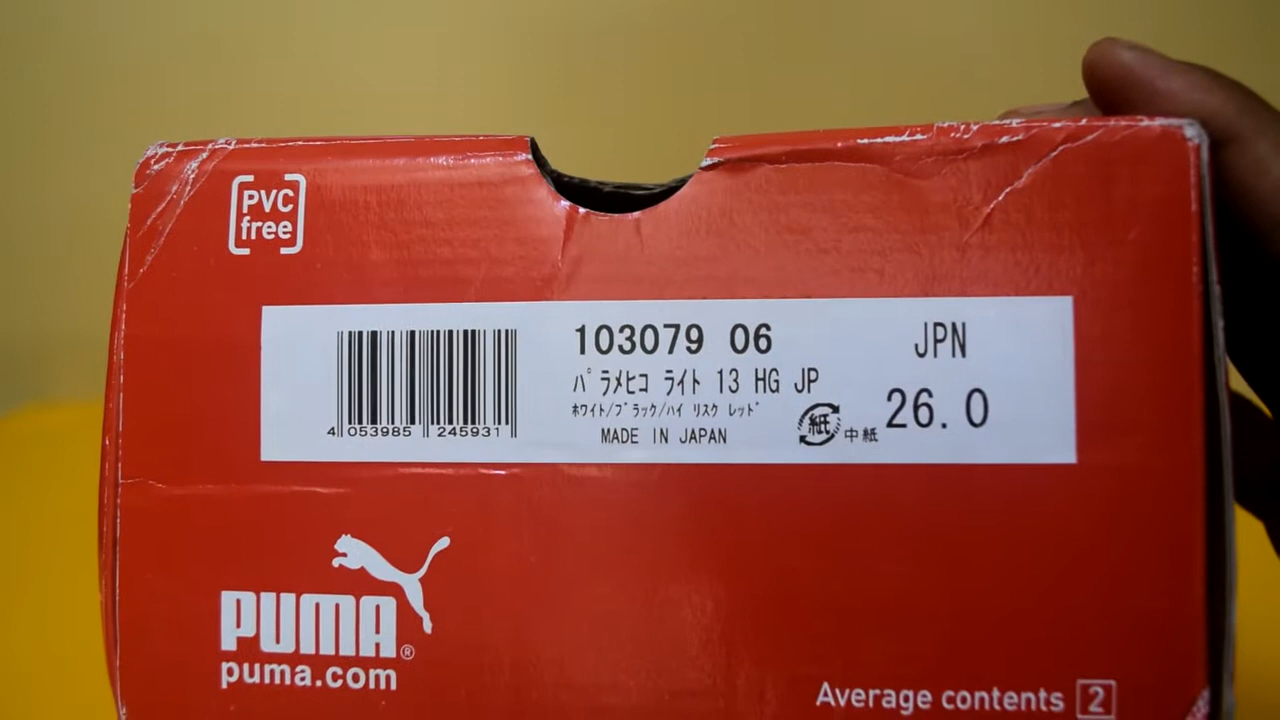 PVC
free
103079 06
JPN
パラメヒコ ライト 13 HG JP
ホワイト/ブラック/ハイ リスク レッド
26.0
MADE IN JAPAN
紙
中紙
4 053985 245931
PUMA®
puma.com
Average contents 2